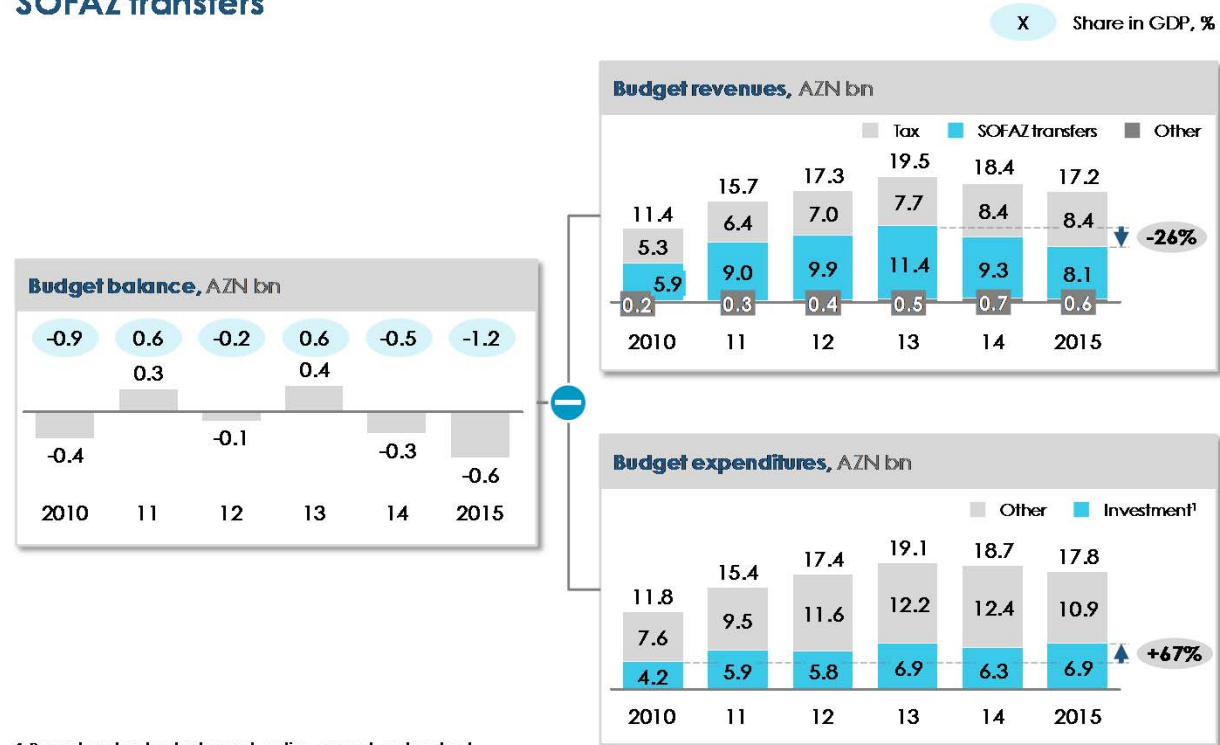 SOFAZ transfers
X Share in GDP, %
Budget revenues, AZN bn
Tax SOFAZ transfers Other
11.4 15.7 17.3 19.5 18.4 17.2
5.3 6.4 7.0 7.7 8.4 8.4
5.9 9.0 9.9 11.4 9.3 8.1
0.2 0.3 0.4 0.5 0.7 0.6
-26%
2010 11 12 13 14 2015
Budget balance, AZN bn
-0.9 0.6 -0.2 0.6 -0.5 -1.2
-0.4 0.3 -0.1 0.4 -0.3 -0.6
2010 11 12 13 14 2015
Budget expenditures, AZN bn
Other Investment¹
11.8 15.4 17.4 19.1 18.7 17.8
7.6 9.5 11.6 12.2 12.4 10.9
4.2 5.9 5.8 6.9 6.3 6.9
+67%
2010 11 12 13 14 2015